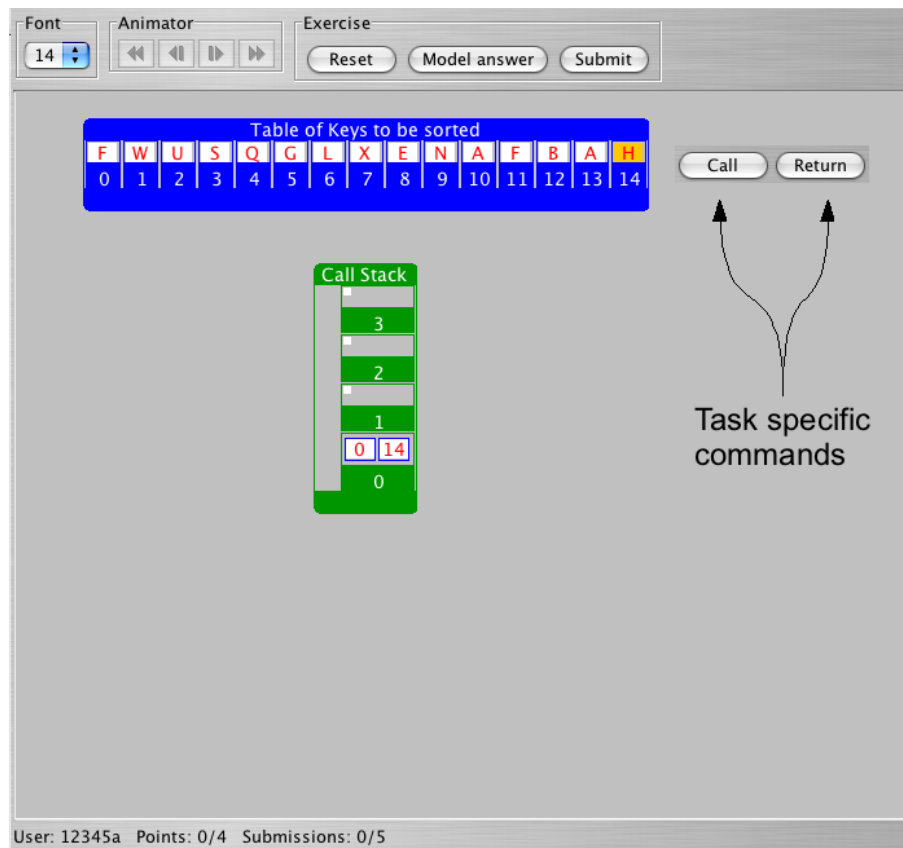 Font Animator Exercise
14 Reset Model answer Submit
Table of Keys to be sorted
F W U S Q G L X E N A F B A H
0 1 2 3 4 5 6 7 8 9 10 11 12 13 14
Call Return
Call Stack
3
2
1
0 14
0
Task specific
commands
User: 12345a Points: 0/4 Submissions: 0/5